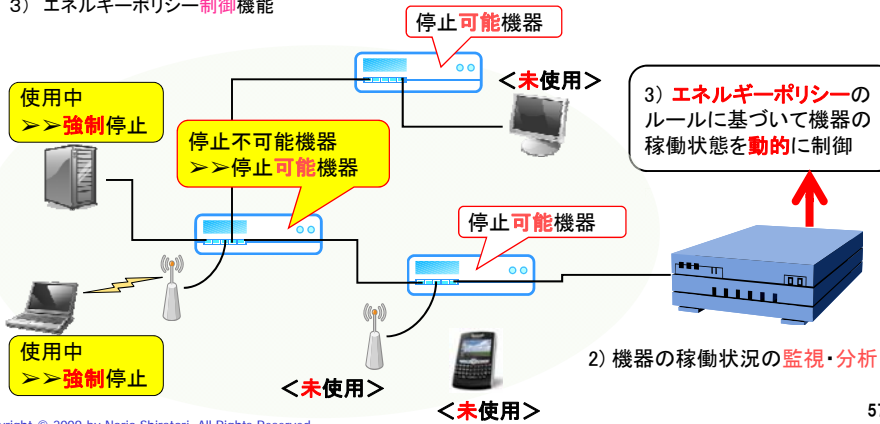 3） エネルギーポリシー制御機能
停止可能機器
＜未使用＞
使用中
＞＞強制停止
停止不可能機器
＞＞停止可能機器
3）エネルギーポリシーの
ルールに基づいて機器の
稼働状態を動的に制御
停止可能機器
使用中
＞＞強制停止
＜未使用＞
＜未使用＞
2）機器の稼働状況の監視・分析
57